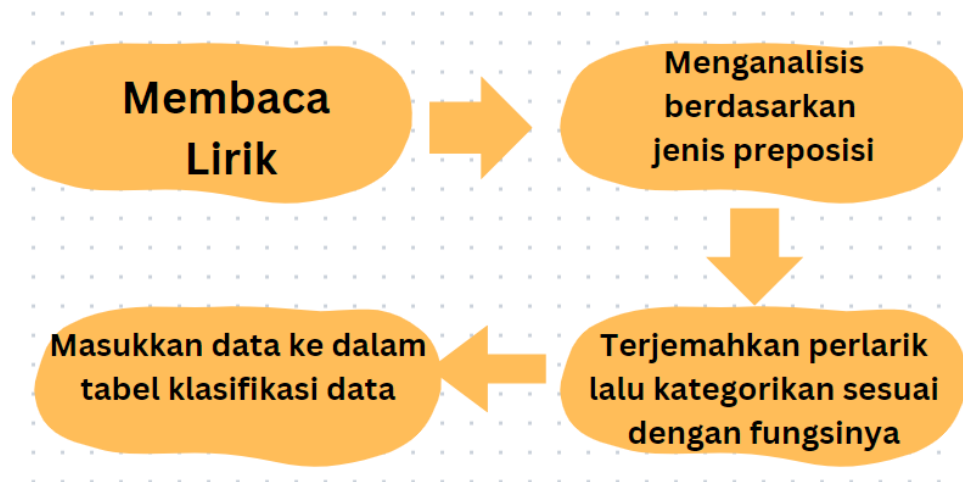 Membaca
Lirik
Menganalisis
berdasarkan
jenis preposisi
Terjemahkan perlarik
lalu kategorikan sesuai
dengan fungsinya
Masukkan data ke dalam
tabel klasifikasi data